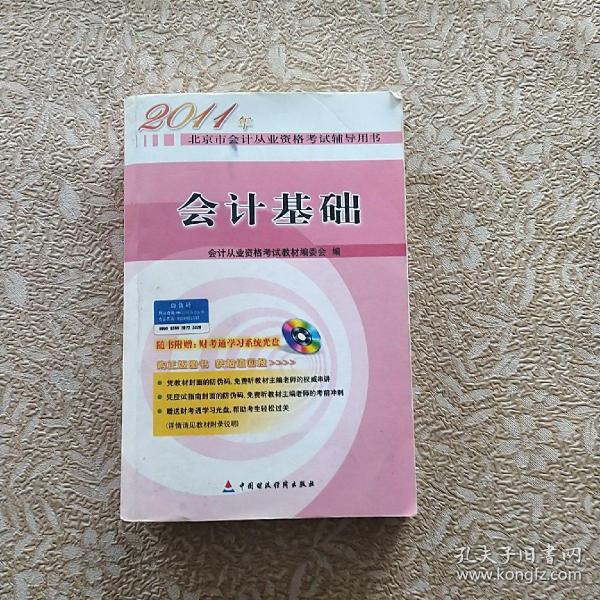 2011年
北京市会计从业资格考试辅导用书
会计基础
会计从业资格考试教材编委会 编
防伪码
随书附赠：财考通学习系统光盘
购正版图书 获超值回报>>>>
凭教材封面的防伪码，免费听教材主编老师的权威串讲
凭应试指南封面的防伪码，免费听教材主编老师的考前冲刺
赠送财考通学习光盘，帮助考生轻松过关
(详情请见教材附录说明)
中国财政经济出版社
孔夫子旧书网
www.kongfz.com